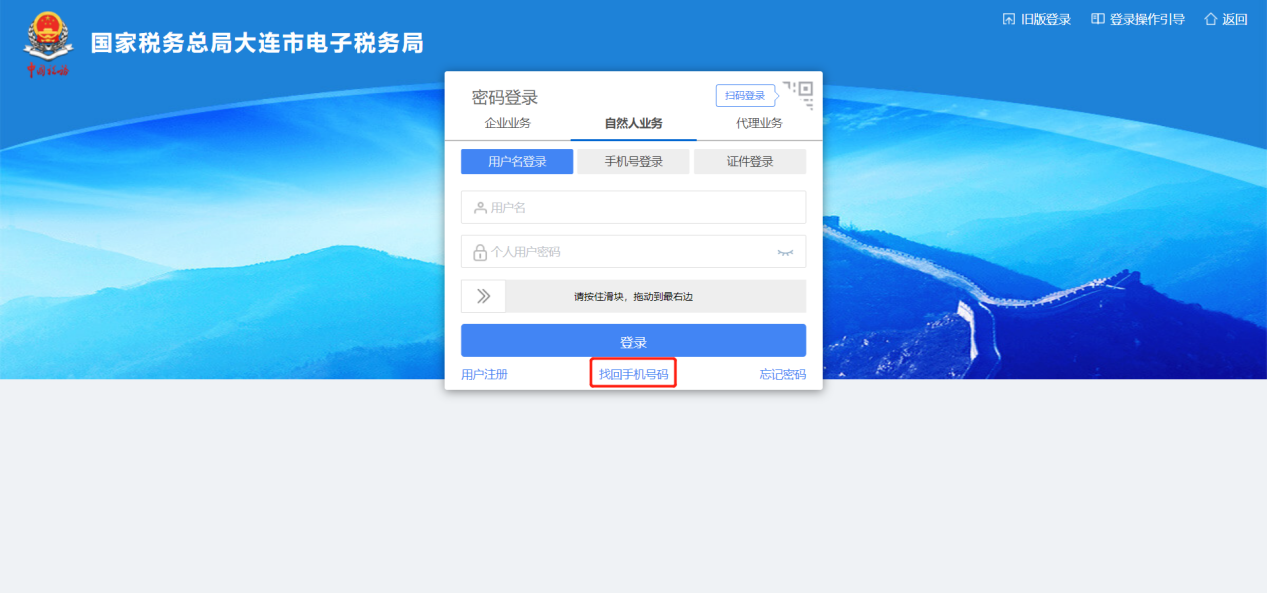 旧版登录 登录操作引导 返回
国家税务总局大连市电子税务局
中国税务
密码登录 扫码登录
企业业务 自然人业务 代理业务
用户名登录 手机号登录 证件登录
用户名
个人用户密码
请按住滑块，拖动到最右边
登录
用户注册 找回手机号码 忘记密码